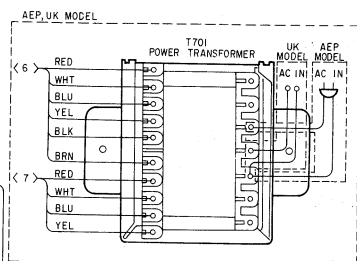 AEP, UK MODEL
T701
POWER TRANSFORMER
UK
MODEL
AC IN
AEP
MODEL
AC IN
6
RED
WHT
BLU
YEL
BLK
BRN
7
RED
WHT
BLU
YEL